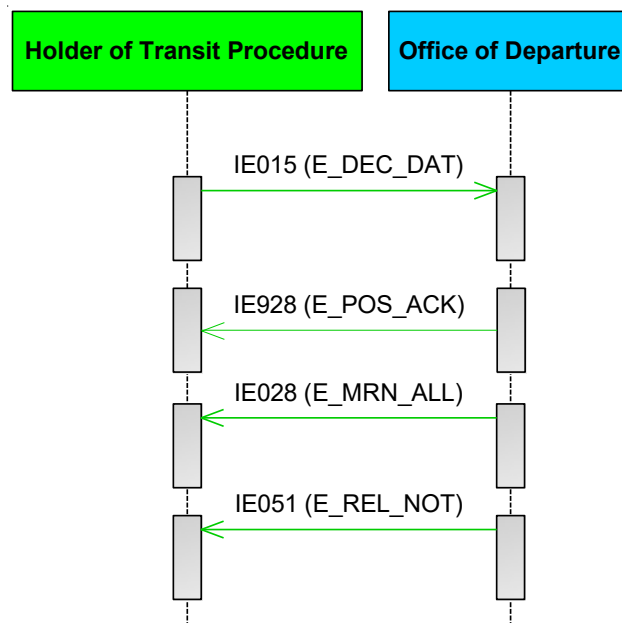 Holder of Transit Procedure
Office of Departure
IE015 (E_DEC_DAT)
IE928 (E_POS_ACK)
IE028 (E_MRN_ALL)
IE051 (E_REL_NOT)